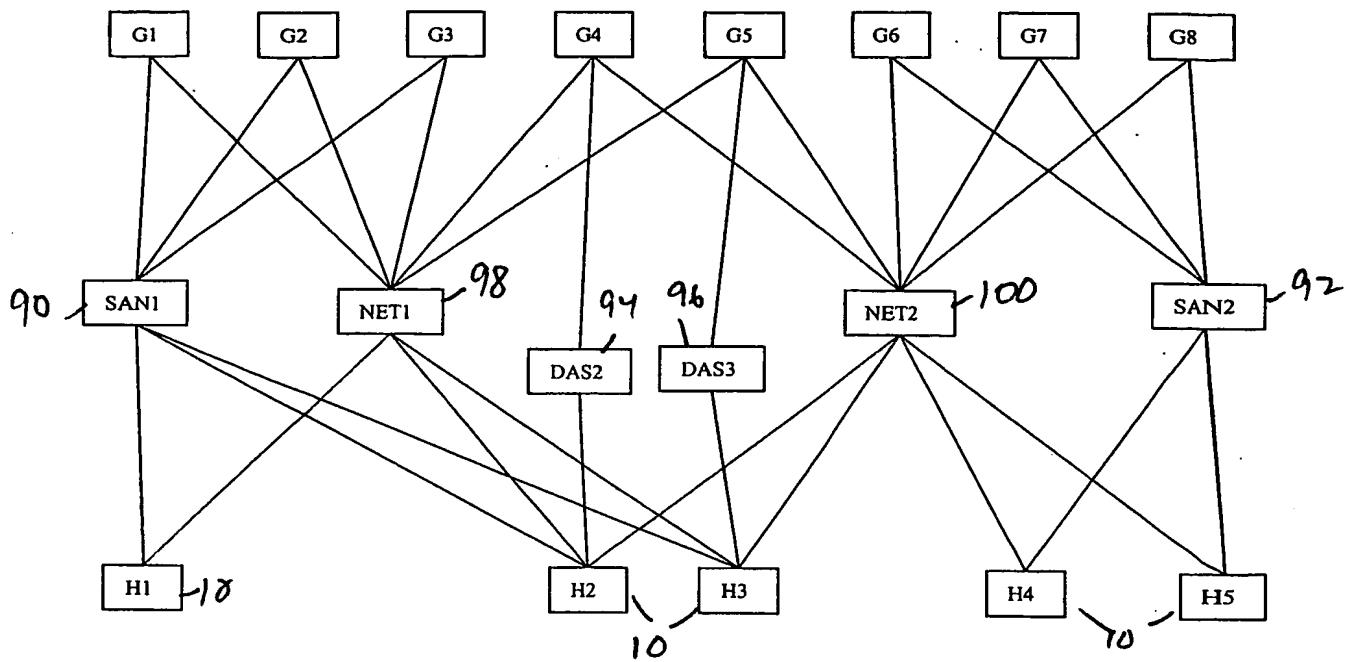 G1 G2 G3 G4 G5 G6 G7 G8
90 SAN1 NET1 98 94 96 NET2 100 SAN2 92
DAS2 DAS3
H1 10 H2 H3 H4 H5
10 10